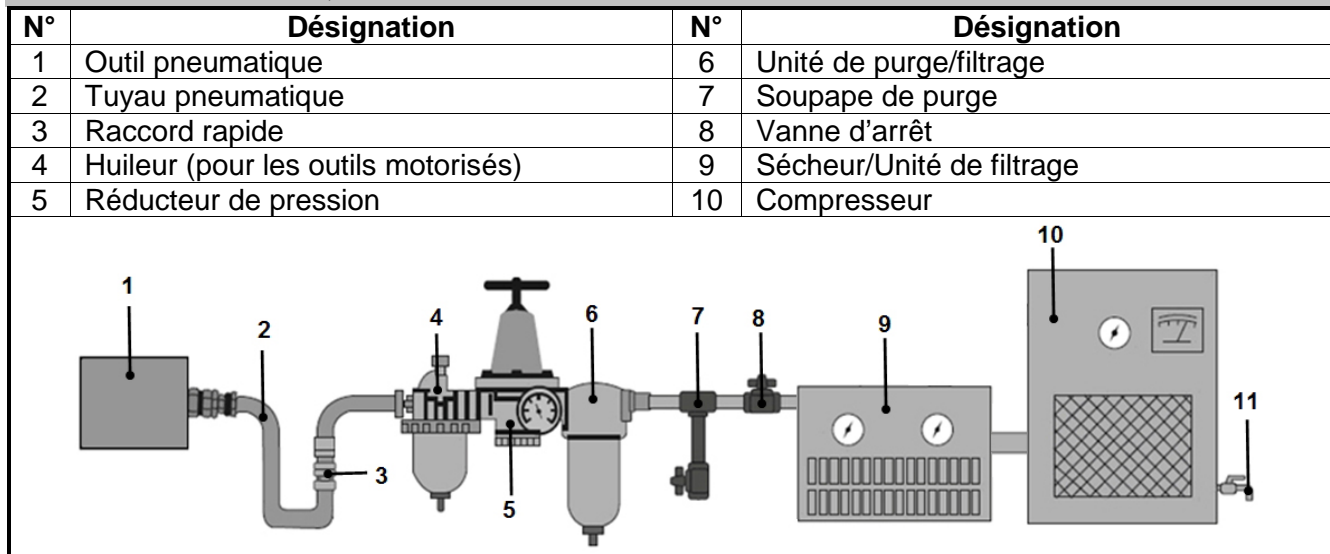 N° Désignation N° Désignation
1 Outil pneumatique 6 Unité de purge/filtrage
2 Tuyau pneumatique 7 Soupape de purge
3 Raccord rapide 8 Vanne d'arrêt
4 Huileur (pour les outils motorisés) 9 Sécheur/Unité de filtrage
5 Réducteur de pression 10 Compresseur
10
1
2
4
6
7
8
9
11
3
5